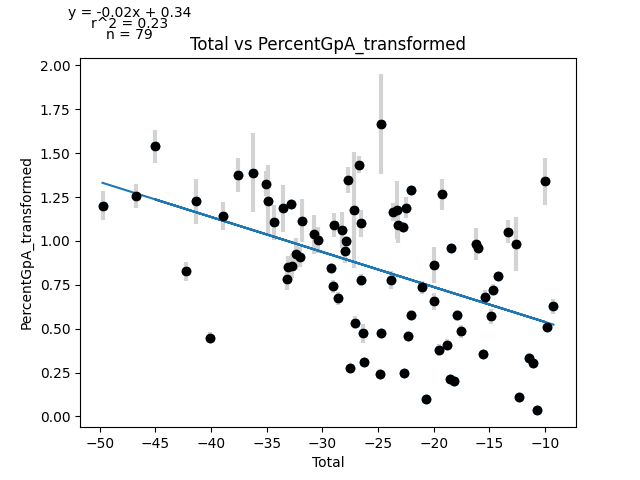 y = -0.02x + 0.34
r^2 = 0.23
n = 79
Total vs PercentGpA_transformed
2.00
1.75
1.50
1.25
1.00
0.75
0.50
0.25
0.00
PercentGpA_transformed
−50 −45 −40 −35 −30 −25 −20 −15 −10
Total